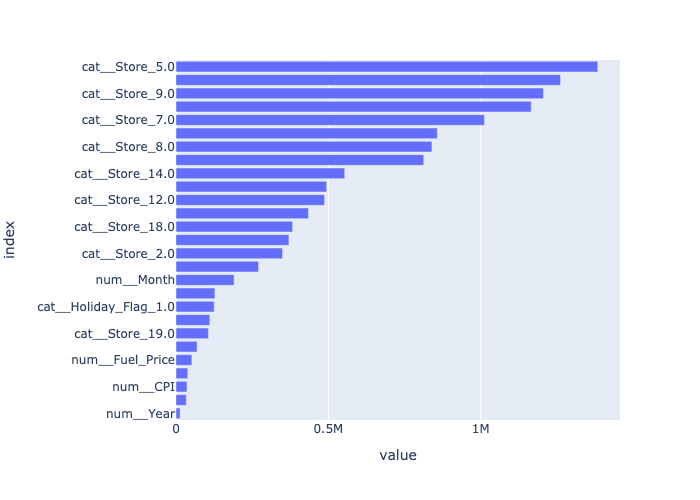 cat__Store_5.0
cat__Store_9.0
cat__Store_7.0
cat__Store_8.0
cat__Store_14.0
cat__Store_12.0
cat__Store_18.0
cat__Store_2.0
num__Month
cat__Holiday_Flag_1.0
cat__Store_19.0
num__Fuel_Price
num__CPI
num__Year
index
0 0.5M 1M
value